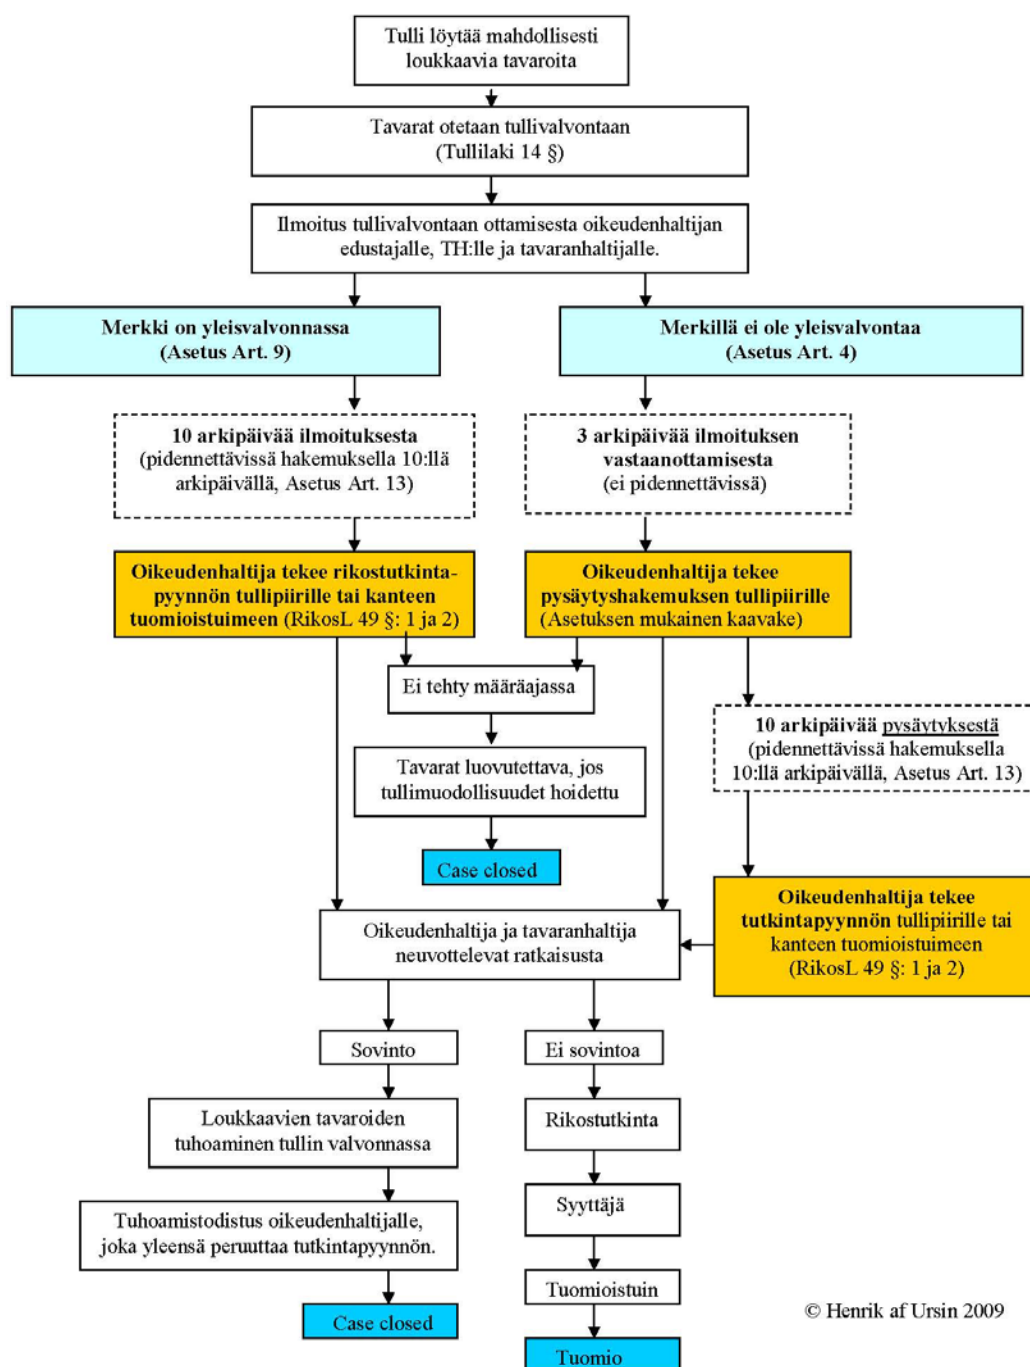 Tulli löytää mahdollisesti
loukkaavia tavaroita
Tavarat otetaan tullivalvontaan
(Tullilaki 14 §)
Ilmoitus tullivalvontaan ottamisesta oikeudenhaltijan
edustajalle, TH:lle ja tavaranhaltijalle.
Merkki on yleisvalvonnassa
(Asetus Art. 9)
Merkillä ei ole yleisvalvontaa
(Asetus Art. 4)
10 arkipäivää ilmoituksesta
(pidennettävissä hakemuksella 10:llä
arkipäivällä, Asetus Art. 13)
3 arkipäivää ilmoituksen
vastaanottamisesta
(ei pidennettävissä)
Oikeudenhaltija tekee rikostutkinta-
pyynnön tullipiirille tai kanteen
tuomioistuimeen (RikosL 49 §: 1 ja 2)
Oikeudenhaltija tekee
pysäytyshakemuksen tullipiirille
(Asetuksen mukainen kaavake)
Ei tehty määräajassa
10 arkipäivää pysäytyksestä
(pidennettävissä hakemuksella
10:llä arkipäivällä, Asetus Art. 13)
Tavarat luovutettava, jos
tullimuodollisuudet hoidettu
Case closed
Oikeudenhaltija tekee
tutkintapyynnön tullipiirille tai
kanteen tuomioistuimeen
(RikosL 49 §: 1 ja 2)
Oikeudenhaltija ja tavaranhaltija
neuvottelevat ratkaisusta
Sovinto
Ei sovintoa
Loukkaavien tavaroiden
tuhoaminen tullin valvonnassa
Rikostutkinta
Tuhoamistodistus oikeudenhaltijalle,
joka yleensä peruuttaa tutkintapyynnön.
Syyttäjä
Tuomioistuin
Case closed
Tuomio
© Henrik af Ursin 2009